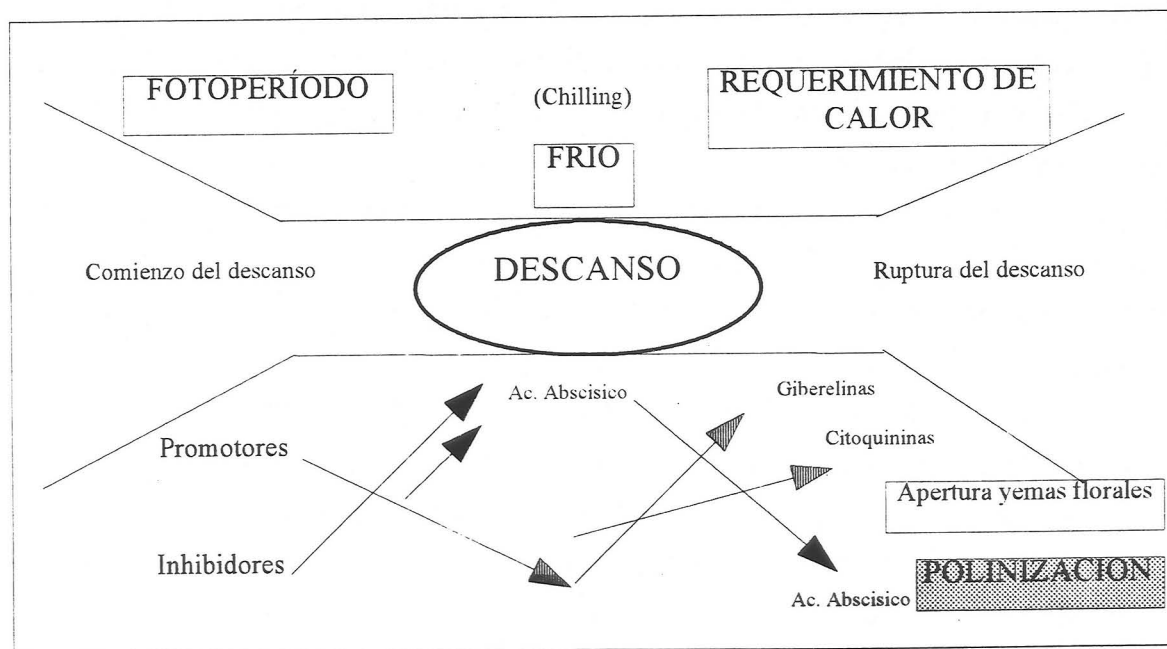 FOTOPERÍODO
(Chilling)
REQUERIMIENTO DE
CALOR
FRIO
Comienzo del descanso
DESCANSO
Ruptura del descanso
Ac. Abscisico
Giberelinas
Promotores
Citoquininas
Apertura yemas florales
Inhibidores
POLINIZACION
Ac. Abscisico